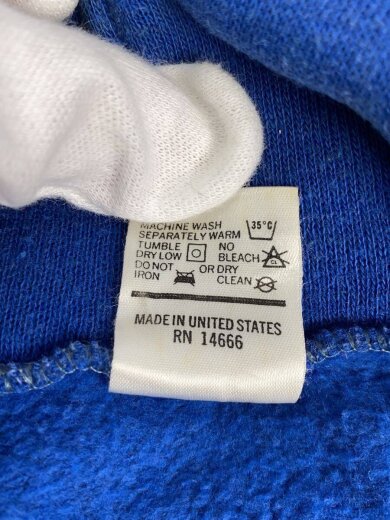 MACHINE WASH
SEPARATELY WARM 35°C
TUMBLE NO
DRY LOW BLEACH CL
DO NOT OR DRY
IRON CLEAN
MADE IN UNITED STATES
RN 14666